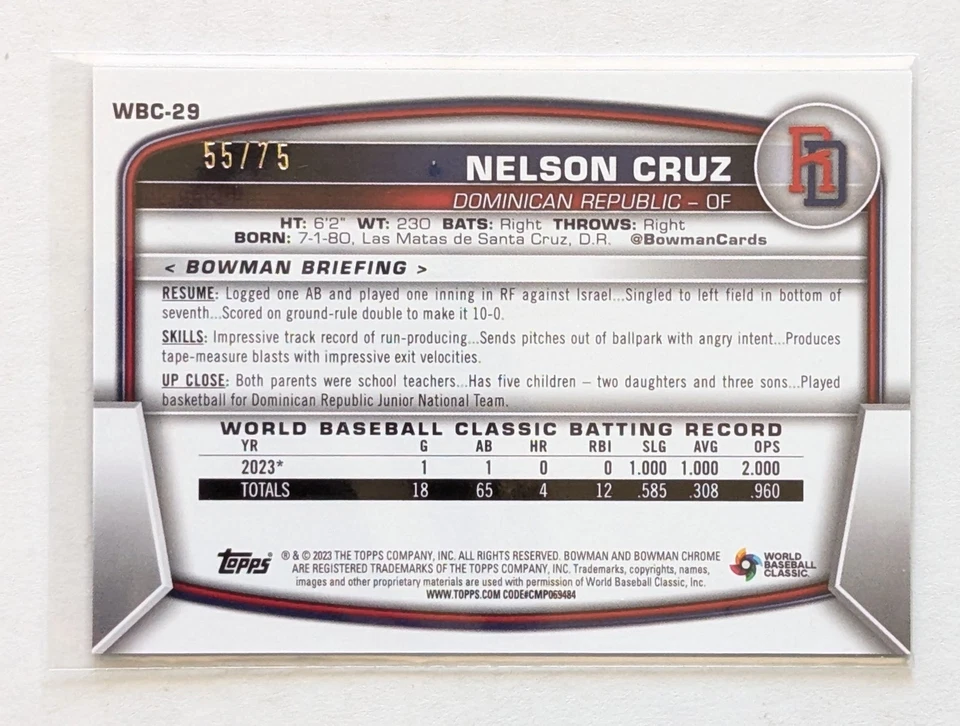 WBC-29
55/75
NELSON CRUZ
DOMINICAN REPUBLIC – OF
RD
HT: 6'2" WT: 230 BATS: Right THROWS: Right
BORN: 7-1-80, Las Matas de Santa Cruz, D.R. @BowmanCards
< BOWMAN BRIEFING >
RESUME: Logged one AB and played one inning in RF against Israel...Singled to left field in bottom of
seventh...Scored on ground-rule double to make it 10-0.
SKILLS: Impressive track record of run-producing...Sends pitches out of ballpark with angry intent...Produces
tape-measure blasts with impressive exit velocities.
UP CLOSE: Both parents were school teachers...Has five children – two daughters and three sons...Played
basketball for Dominican Republic Junior National Team.
WORLD BASEBALL CLASSIC BATTING RECORD
YR G AB HR RBI SLG AVG OPS
2023* 1 1 0 0 1.000 1.000 2.000
TOTALS 18 65 4 12 .585 .308 .960
Topps
® & © 2023 THE TOPPS COMPANY, INC. ALL RIGHTS RESERVED. BOWMAN AND BOWMAN CHROME
ARE REGISTERED TRADEMARKS OF THE TOPPS COMPANY, INC. Trademarks, copyrights, names,
images and other proprietary materials are used with permission of World Baseball Classic, Inc.
WWW.TOPPS.COM CODE#CMP069484
WORLD
BASEBALL
CLASSIC